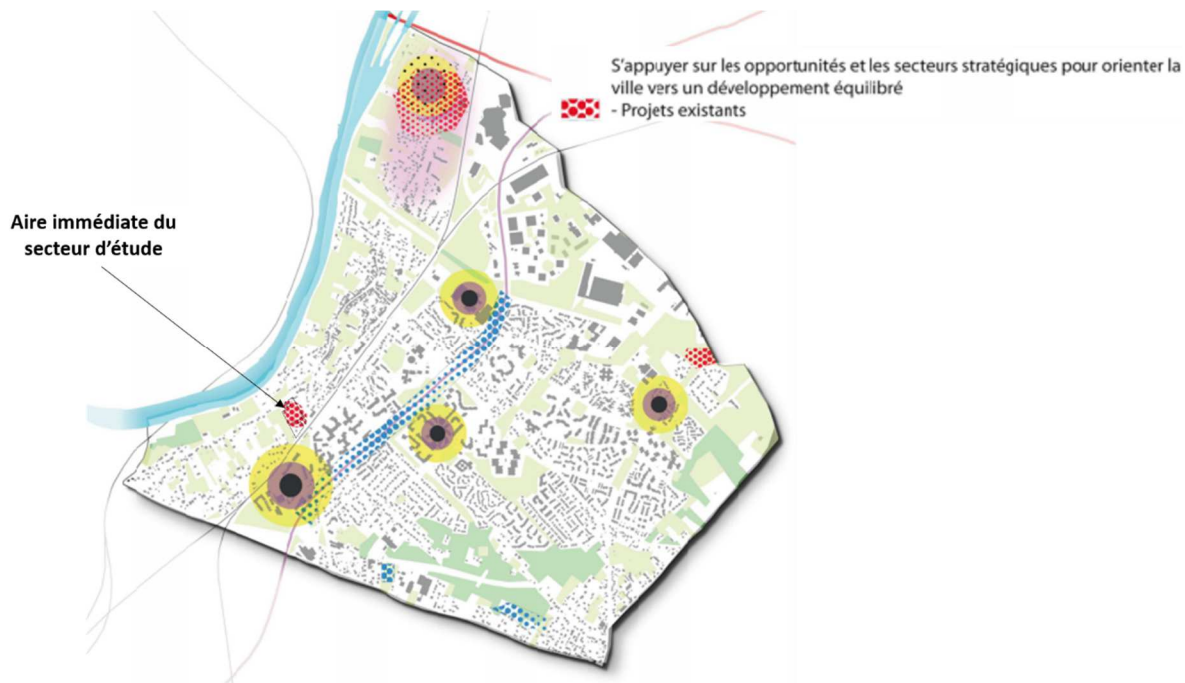 S'appuyer sur les opportunités et les secteurs stratégiques pour orienter la
ville vers un développement équilibré
- Projets existants
Aire immédiate du
secteur d'étude